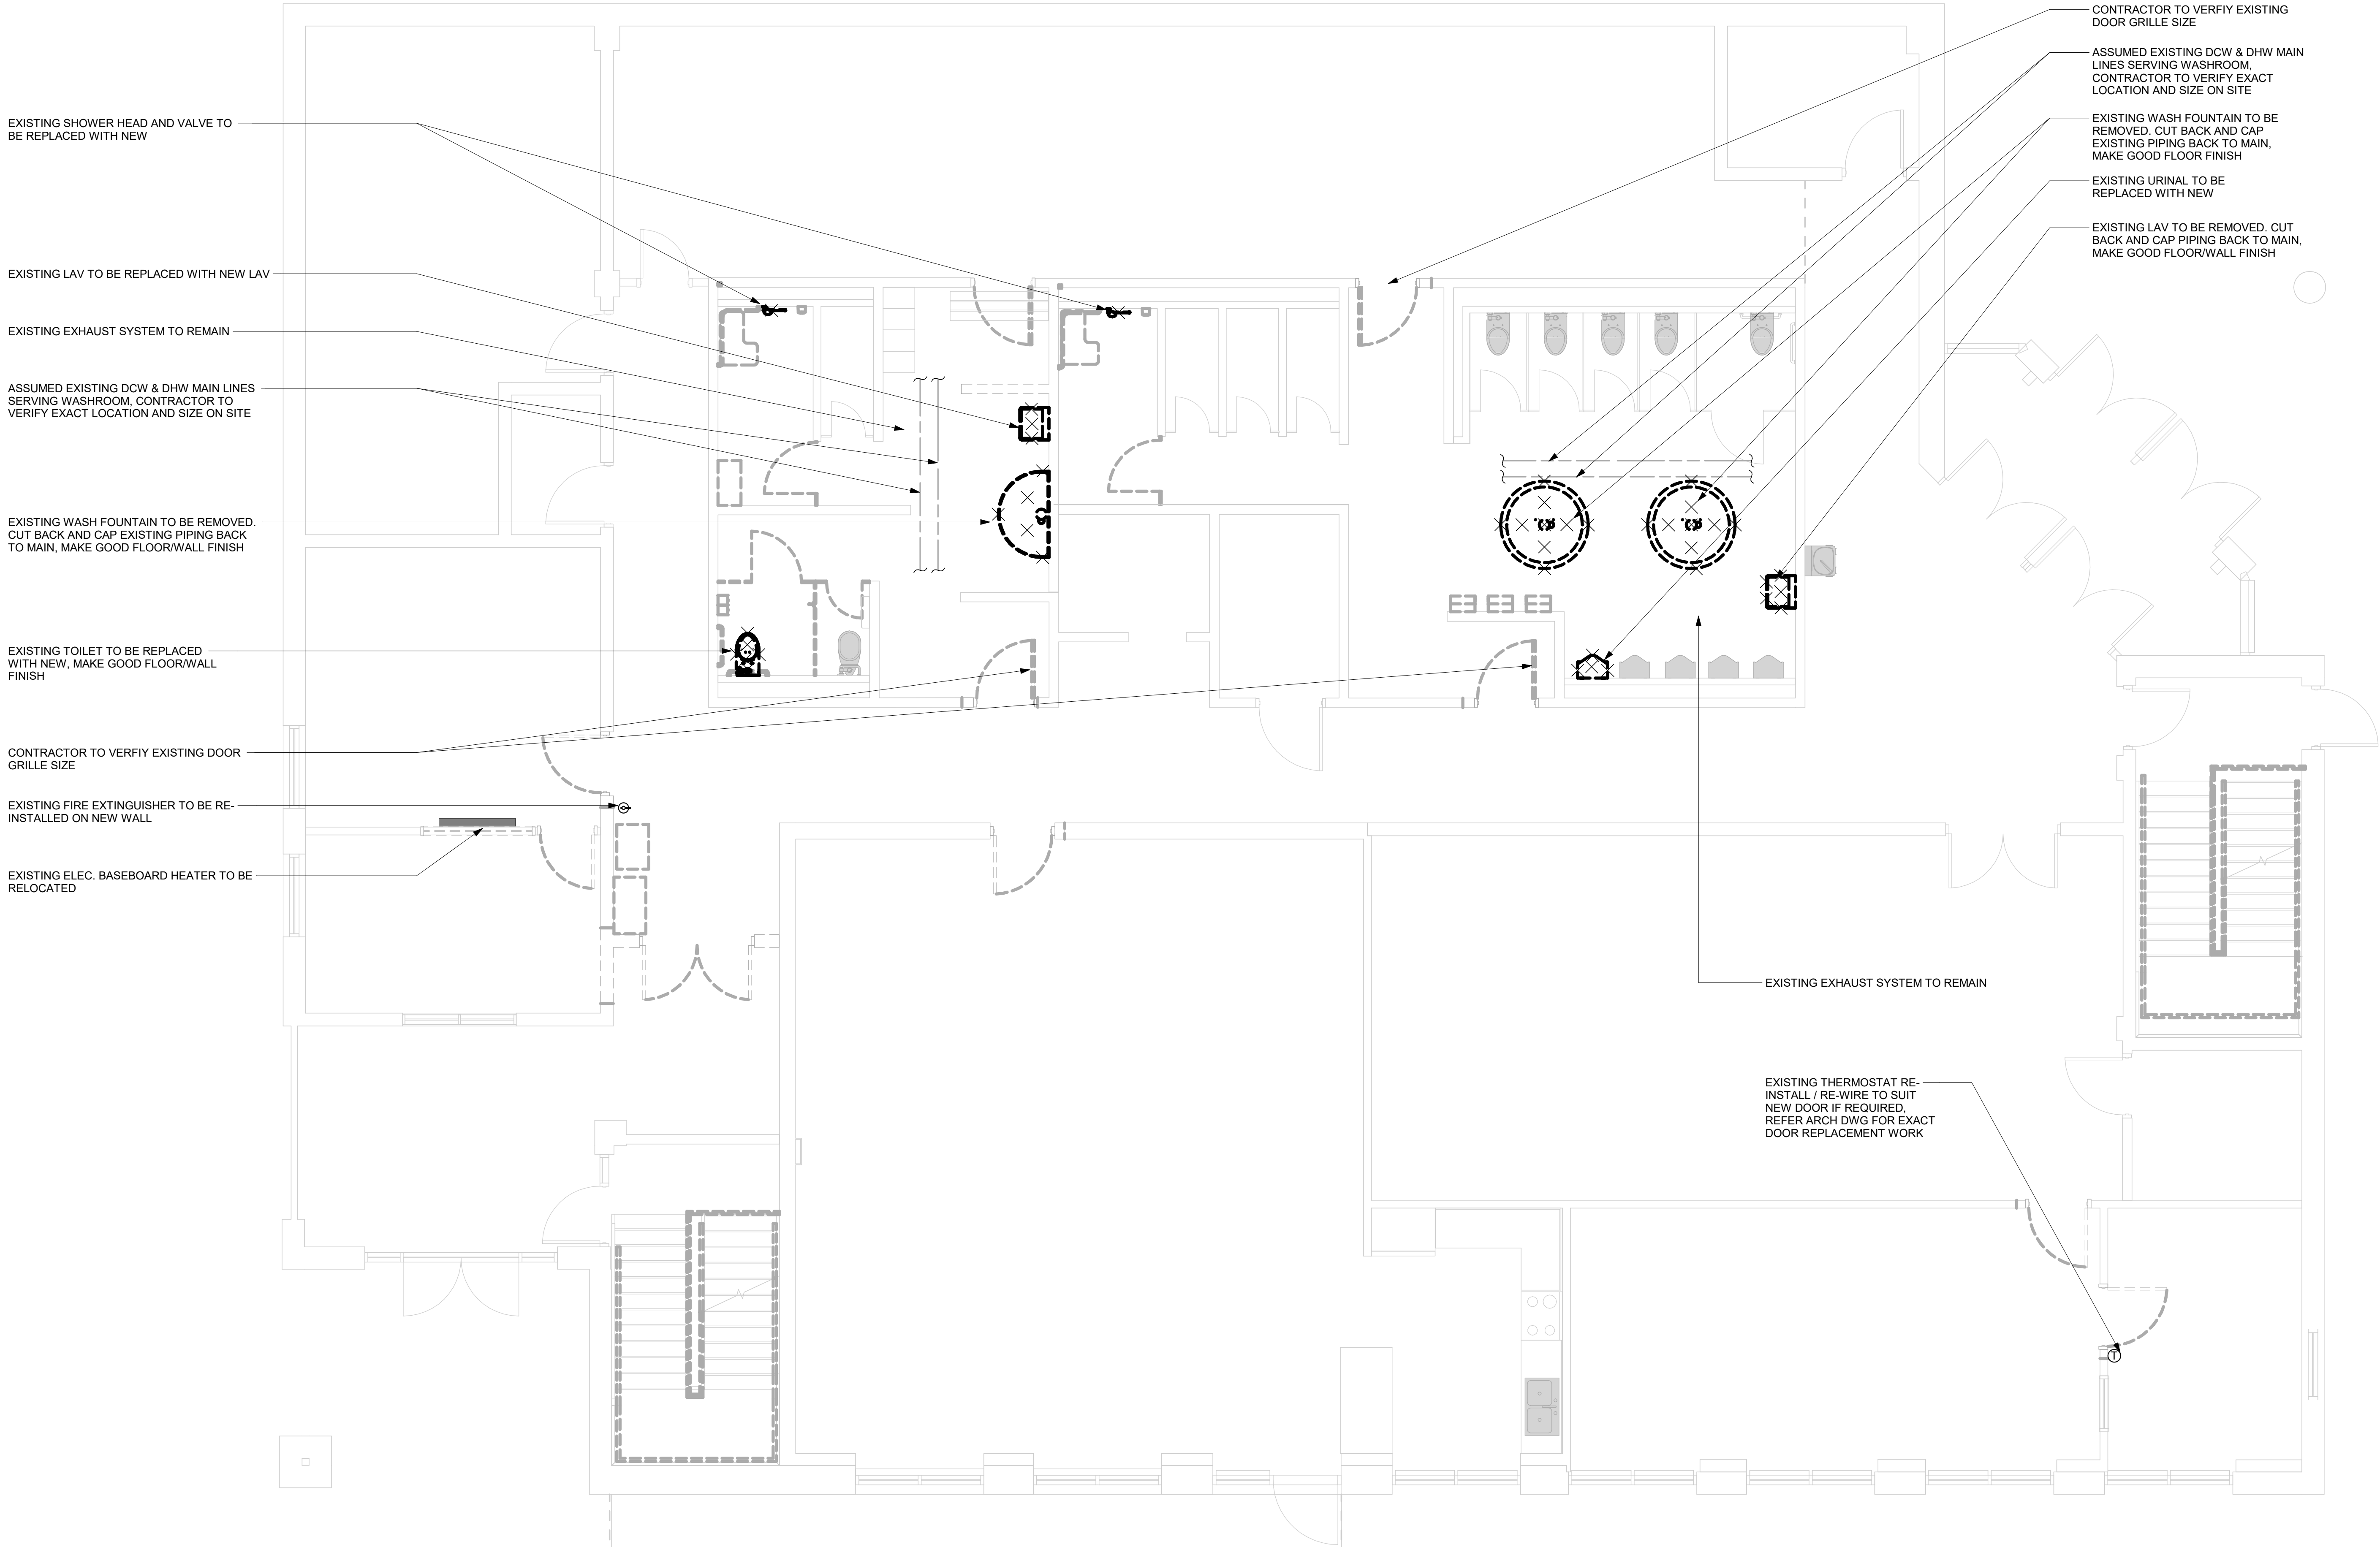 EXISTING SHOWER HEAD AND VALVE TO
BE REPLACED WITH NEW
EXISTING LAV TO BE REPLACED WITH NEW LAV
EXISTING EXHAUST SYSTEM TO REMAIN
ASSUMED EXISTING DCW & DHW MAIN LINES
SERVING WASHROOM, CONTRACTOR TO
VERIFY EXACT LOCATION AND SIZE ON SITE
EXISTING WASH FOUNTAIN TO BE REMOVED.
CUT BACK AND CAP EXISTING PIPING BACK
TO MAIN, MAKE GOOD FLOOR/WALL FINISH
EXISTING TOILET TO BE REPLACED
WITH NEW, MAKE GOOD FLOOR/WALL
FINISH
CONTRACTOR TO VERFIY EXISTING DOOR
GRILLE SIZE
EXISTING FIRE EXTINGUISHER TO BE RE-
INSTALLED ON NEW WALL
EXISTING ELEC. BASEBOARD HEATER TO BE
RELOCATED
CONTRACTOR TO VERFIY EXISTING
DOOR GRILLE SIZE
ASSUMED EXISTING DCW & DHW MAIN
LINES SERVING WASHROOM,
CONTRACTOR TO VERIFY EXACT
LOCATION AND SIZE ON SITE
EXISTING WASH FOUNTAIN TO BE
REMOVED. CUT BACK AND CAP
EXISTING PIPING BACK TO MAIN,
MAKE GOOD FLOOR FINISH
EXISTING URINAL TO BE
REPLACED WITH NEW
EXISTING LAV TO BE REMOVED. CUT
BACK AND CAP PIPING BACK TO MAIN,
MAKE GOOD FLOOR/WALL FINISH
EXISTING EXHAUST SYSTEM TO REMAIN
EXISTING THERMOSTAT RE-
INSTALL / RE-WIRE TO SUIT
NEW DOOR IF REQUIRED,
REFER ARCH DWG FOR EXACT
DOOR REPLACEMENT WORK
T